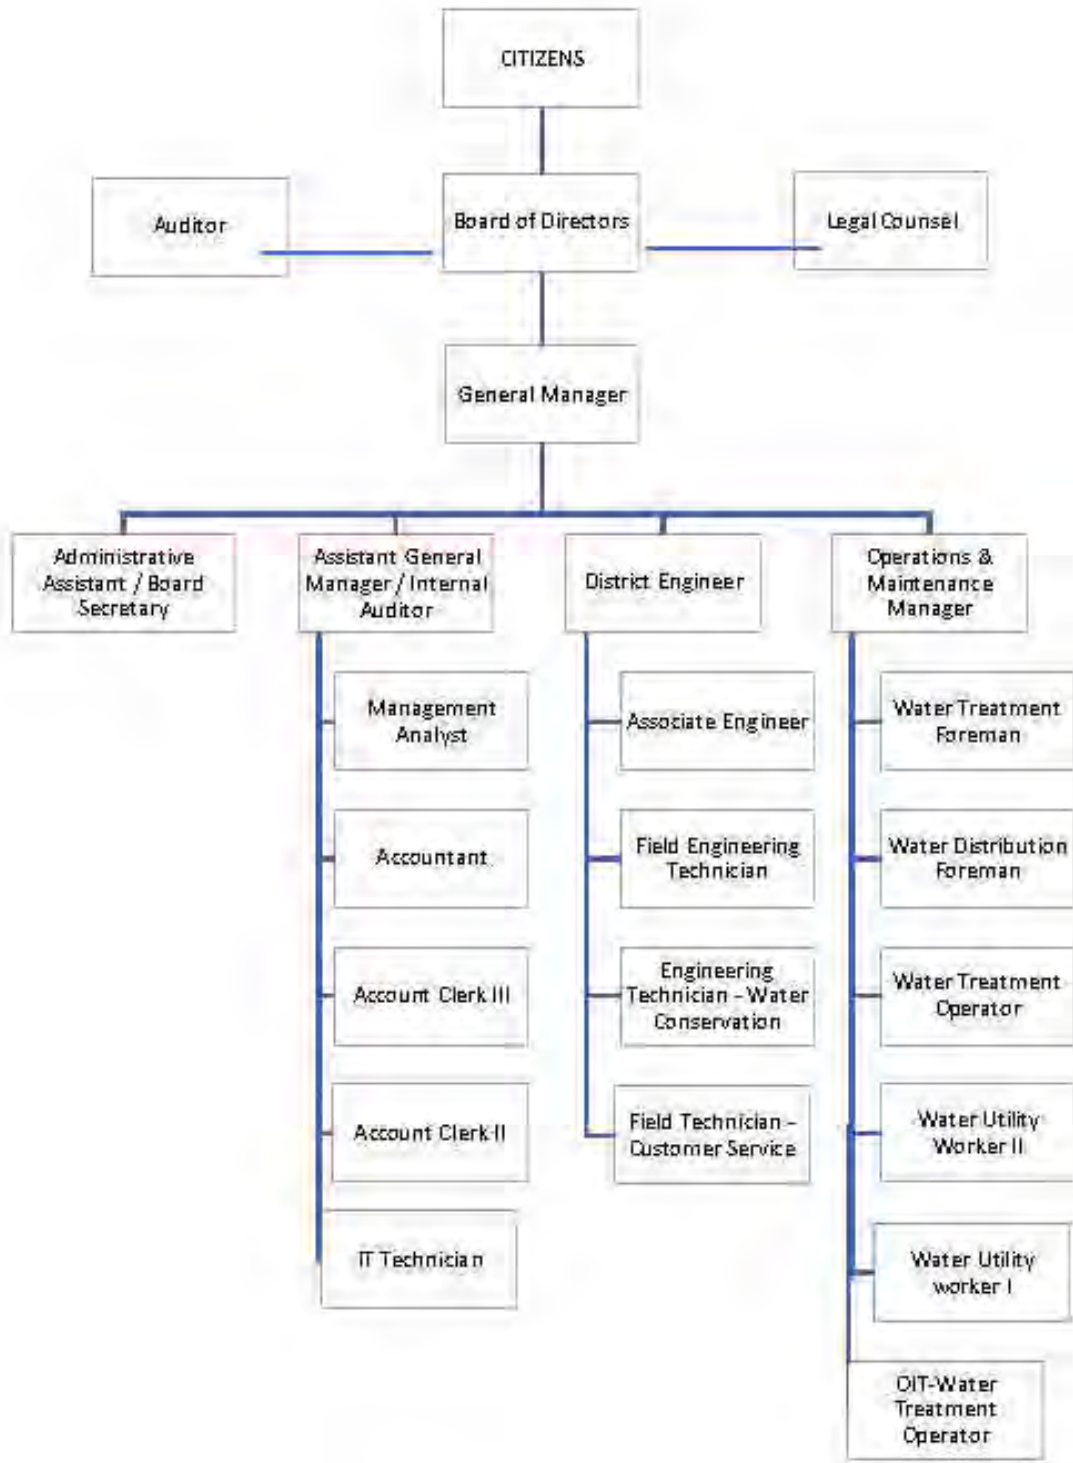 CITIZENS
Auditor
Board of Directors
Legal Counsel
General Manager
Administrative
Assistant / Board
Secretary
Assistant General
Manager / Internal
Auditor
District Engineer
Operations &
Maintenance
Manager
Management
Analyst
Accountant
Account Clerk III
Account Clerk II
IT Technician
Associate Engineer
Field Engineering
Technician
Engineering
Technician - Water
Conservation
Field Technician -
Customer Service
Water Treatment
Foreman
Water Distribution
Foreman
Water Treatment
Operator
Water Utility
Worker II
Water Utility
worker I
OIT-Water
Treatment
Operator